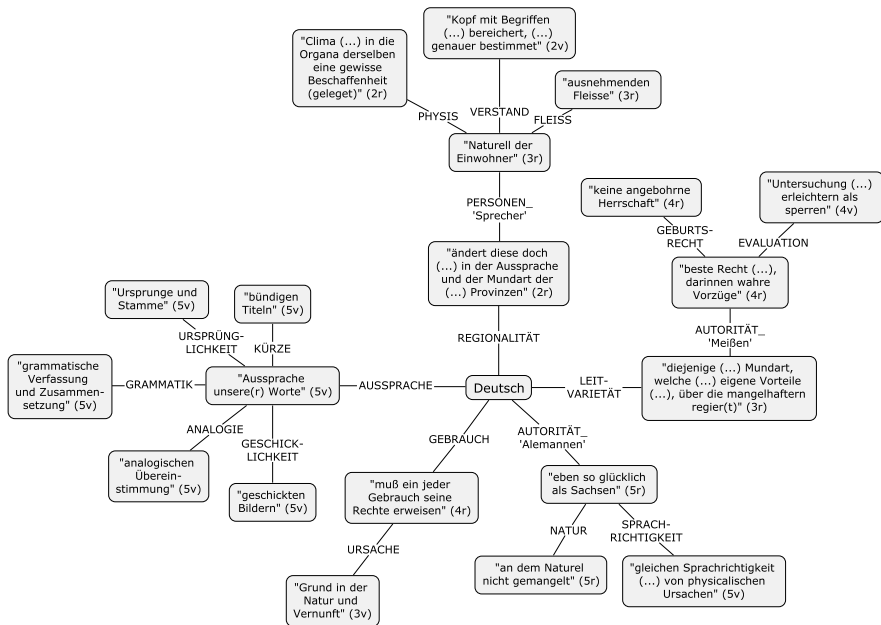 "Kopf mit Begriffen
(...) bereichert, (...)
genauer bestimmet" (2v)
"Clima (...) in die
Organa derselben
eine gewisse
Beschaffenheit
(geleget)" (2r)
"ausnehmenden
Fleisse" (3r)
PHYSIS
VERSTAND
FLEISS
"Naturell der
Einwohner" (3r)
PERSONEN_
'Sprecher'
"keine angebohrne
Herrschaft" (4r)
"Untersuchung (...)
erleichtern als
sperren" (4v)
GEBURTS-
RECHT
EVALUATION
"ändert diese doch
(...) in der Aussprache
und der Mundart der
(...) Provinzen" (2r)
"beste Recht (...),
darinnen wahre
Vorzüge" (4r)
"Ursprunge und
Stamme" (5v)
"bündigen
Titeln" (5v)
URSPRÜNG-
LICHKEIT
KÜRZE
REGIONALITÄT
AUTORITÄT_
'Meißen'
"grammatische
Verfassung
und Zusammen-
setzung" (5v)
GRAMMATIK
"Aussprache
unsere(r) Worte" (5v)
AUSSPRACHE
Deutsch
LEIT-
VARIETÄT
"diejenige (...) Mundart,
welche (...) eigene Vorteile
(...), über die mangelhaftern
regier(t)" (3r)
ANALOGIE
GESCHICK-
LICHKEIT
GEBRAUCH
AUTORITÄT_
'Alemannen'
"analogischen
Überein-
stimmung" (5v)
"geschickten
Bildern" (5v)
"muß ein jeder
Gebrauch seine
Rechte erweisen" (4r)
"eben so glücklich
als Sachsen" (5r)
URSACHE
NATUR
SPRACH-
RICHTIGKEIT
"Grund in der
Natur und
Vernunft" (3v)
"an dem Naturel
nicht gemangelt" (5r)
"gleichen Sprachrichtigkeit
(...) von physicalischen
Ursachen" (5v)